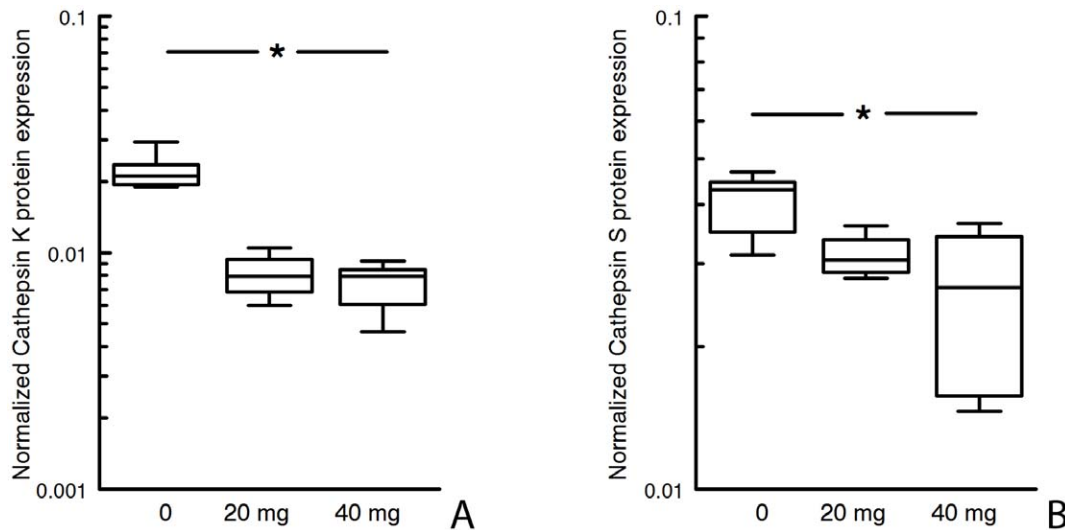 Normalized Cathepsin K protein expression
0.1
0.01
0.001
*
0 20 mg 40 mg
A
Normalized Cathepsin S protein expression
0.1
0.01
*
0 20 mg 40 mg
B